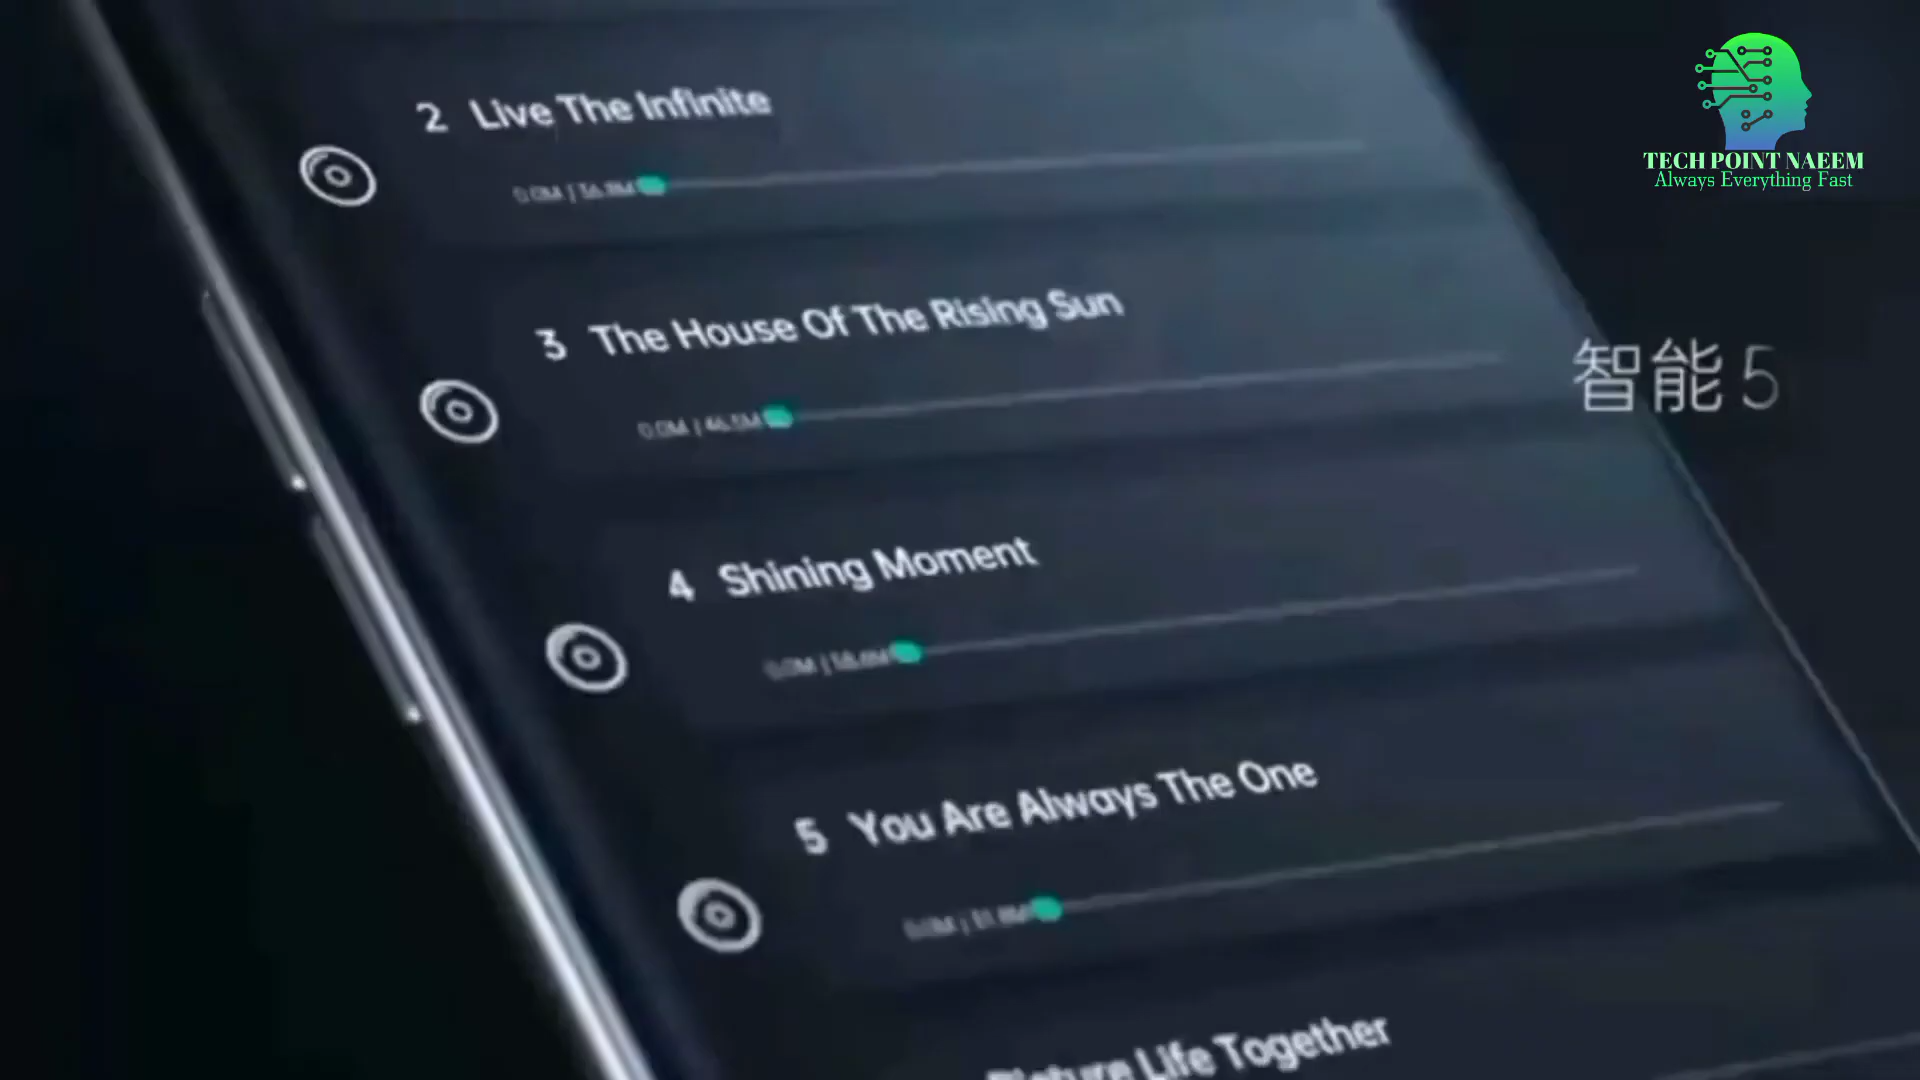 TECH POINT NAEEM
Always Everything Fast
2 Live The Infinite
3 The House Of The Rising Sun
智能 5
4 Shining Moment
5 You Are Always The One
Picture Life Together